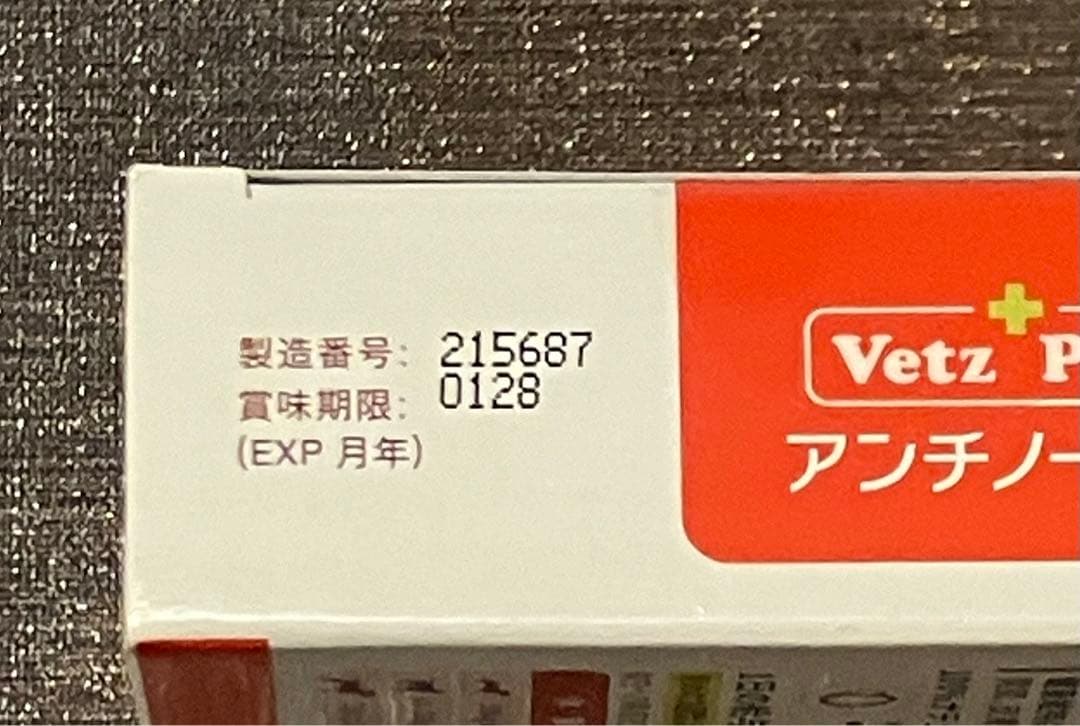 製造番号: 215687
賞味期限: 0128
(EXP 月年)
Vetz P
アンチノー